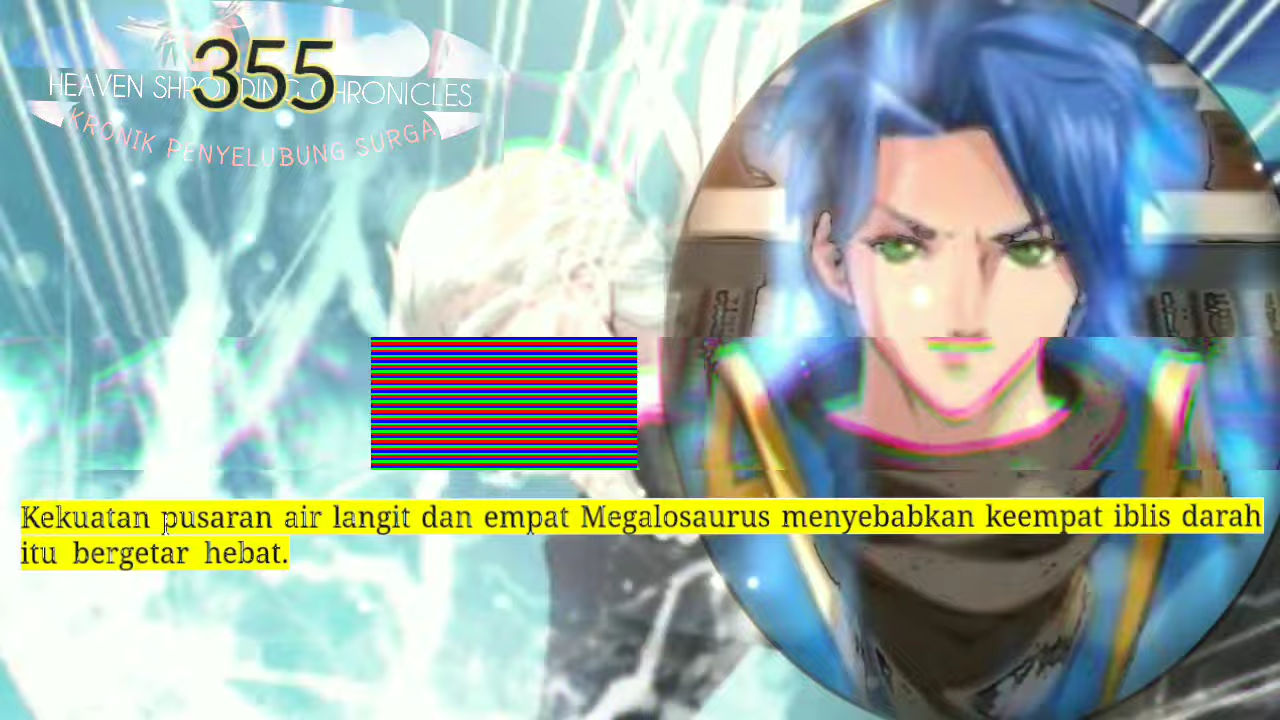 355
HEAVEN SHROUDING CHRONICLES
KRONIK PENYELUBUNG SURGA
Kekuatan pusaran air langit dan empat Megalosaurus menyebabkan keempat iblis darah
itu bergetar hebat.